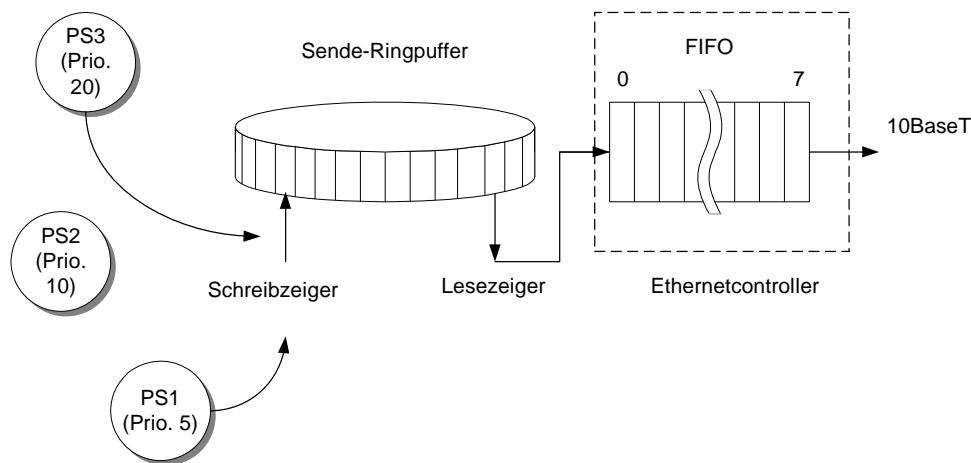 PS3
(Prio.
20)
Sende-Ringpuffer
FIFO
0 7
10BaseT
PS2
(Prio.
10)
Schreibzeiger
Lesezeiger
Ethernetcontroller
PS1
(Prio. 5)